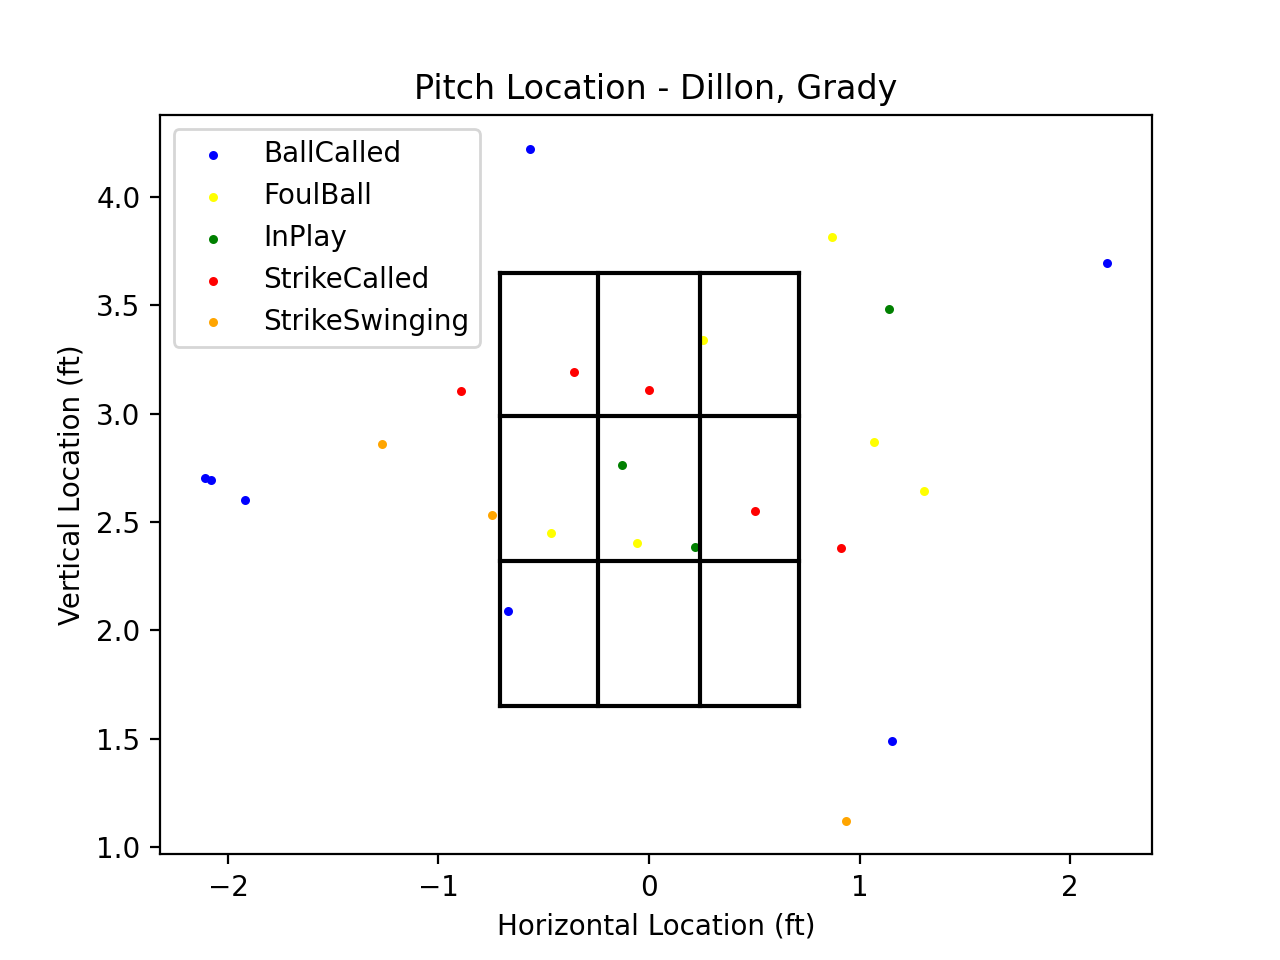 Pitch Location - Dillon, Grady
BallCalled
FoulBall
InPlay
StrikeCalled
StrikeSwinging
4.0
3.5
3.0
2.5
2.0
1.5
1.0
Vertical Location (ft)
−2
−1
0
1
2
Horizontal Location (ft)